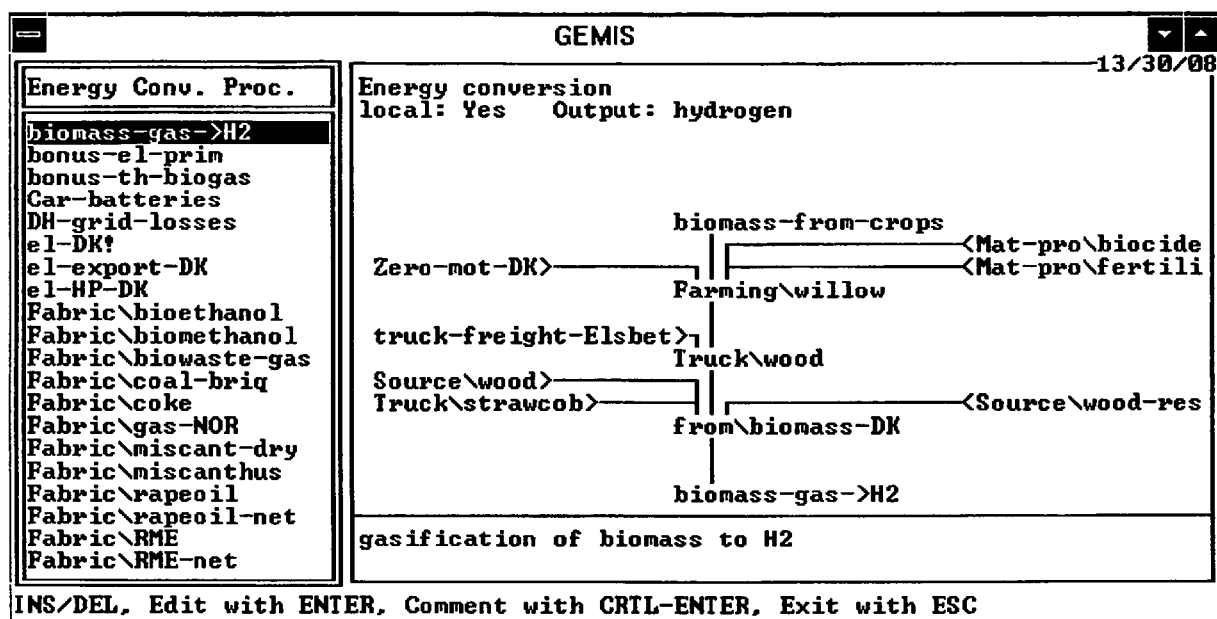 GEMIS
13/30/08
Energy Conv. Proc.
biomass-gas->H2
bonus-el-prim
bonus-th-biogas
Car-batteries
DH-grid-losses
el-DK!
el-export-DK
el-HP-DK
Fabric\bioethanol
Fabric\biomethanol
Fabric\biowaste-gas
Fabric\coal-briq
Fabric\coke
Fabric\gas-NOR
Fabric\miscant-dry
Fabric\miscanthus
Fabric\rapeoil
Fabric\rapeoil-net
Fabric\RME
Fabric\RME-net
Energy conversion
local: Yes Output: hydrogen
biomass-from-crops
<Mat-pro\biocide
Zero-mot-DK> <Mat-pro\fertili
Farming\willow
truck-freight-Elsbet>
Truck\wood
Source\wood>
Truck\strawcob> <Source\wood-res
from\biomass-DK
biomass-gas->H2
gasification of biomass to H2
INS/DEL, Edit with ENTER, Comment with CRTL-ENTER, Exit with ESC